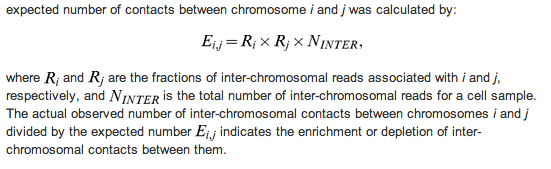 expected number of contacts between chromosome i and j was calculated by:
E_{i,j} = R_i × R_j × N_{INTER},
where R_i and R_j are the fractions of inter-chromosomal reads associated with i and j,
respectively, and N_{INTER} is the total number of inter-chromosomal reads for a cell sample.
The actual observed number of inter-chromosomal contacts between chromosomes i and j
divided by the expected number E_{i,j} indicates the enrichment or depletion of inter-
chromosomal contacts between them.